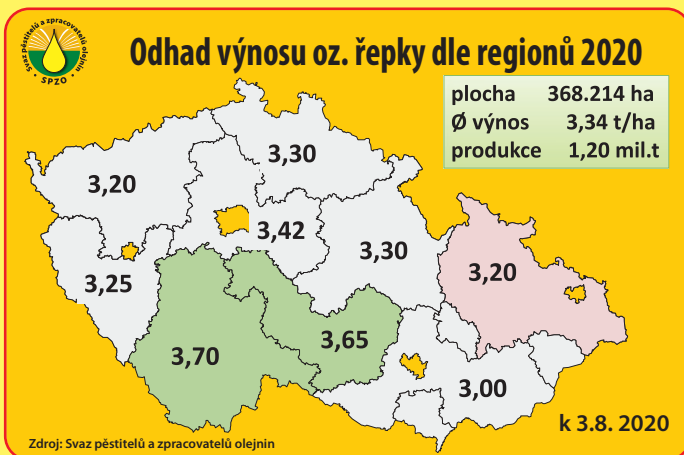 Svaz pěstitelů a zpracovatelů olejnin
• SPZO •
Odhad výnosu oz. řepky dle regionů 2020
plocha 368.214 ha
Ø výnos 3,34 t/ha
produkce 1,20 mil.t
3,30
3,20
3,42
3,30
3,20
3,25
3,65
3,70
3,00
k 3.8. 2020
Zdroj: Svaz pěstitelů a zpracovatelů olejnin